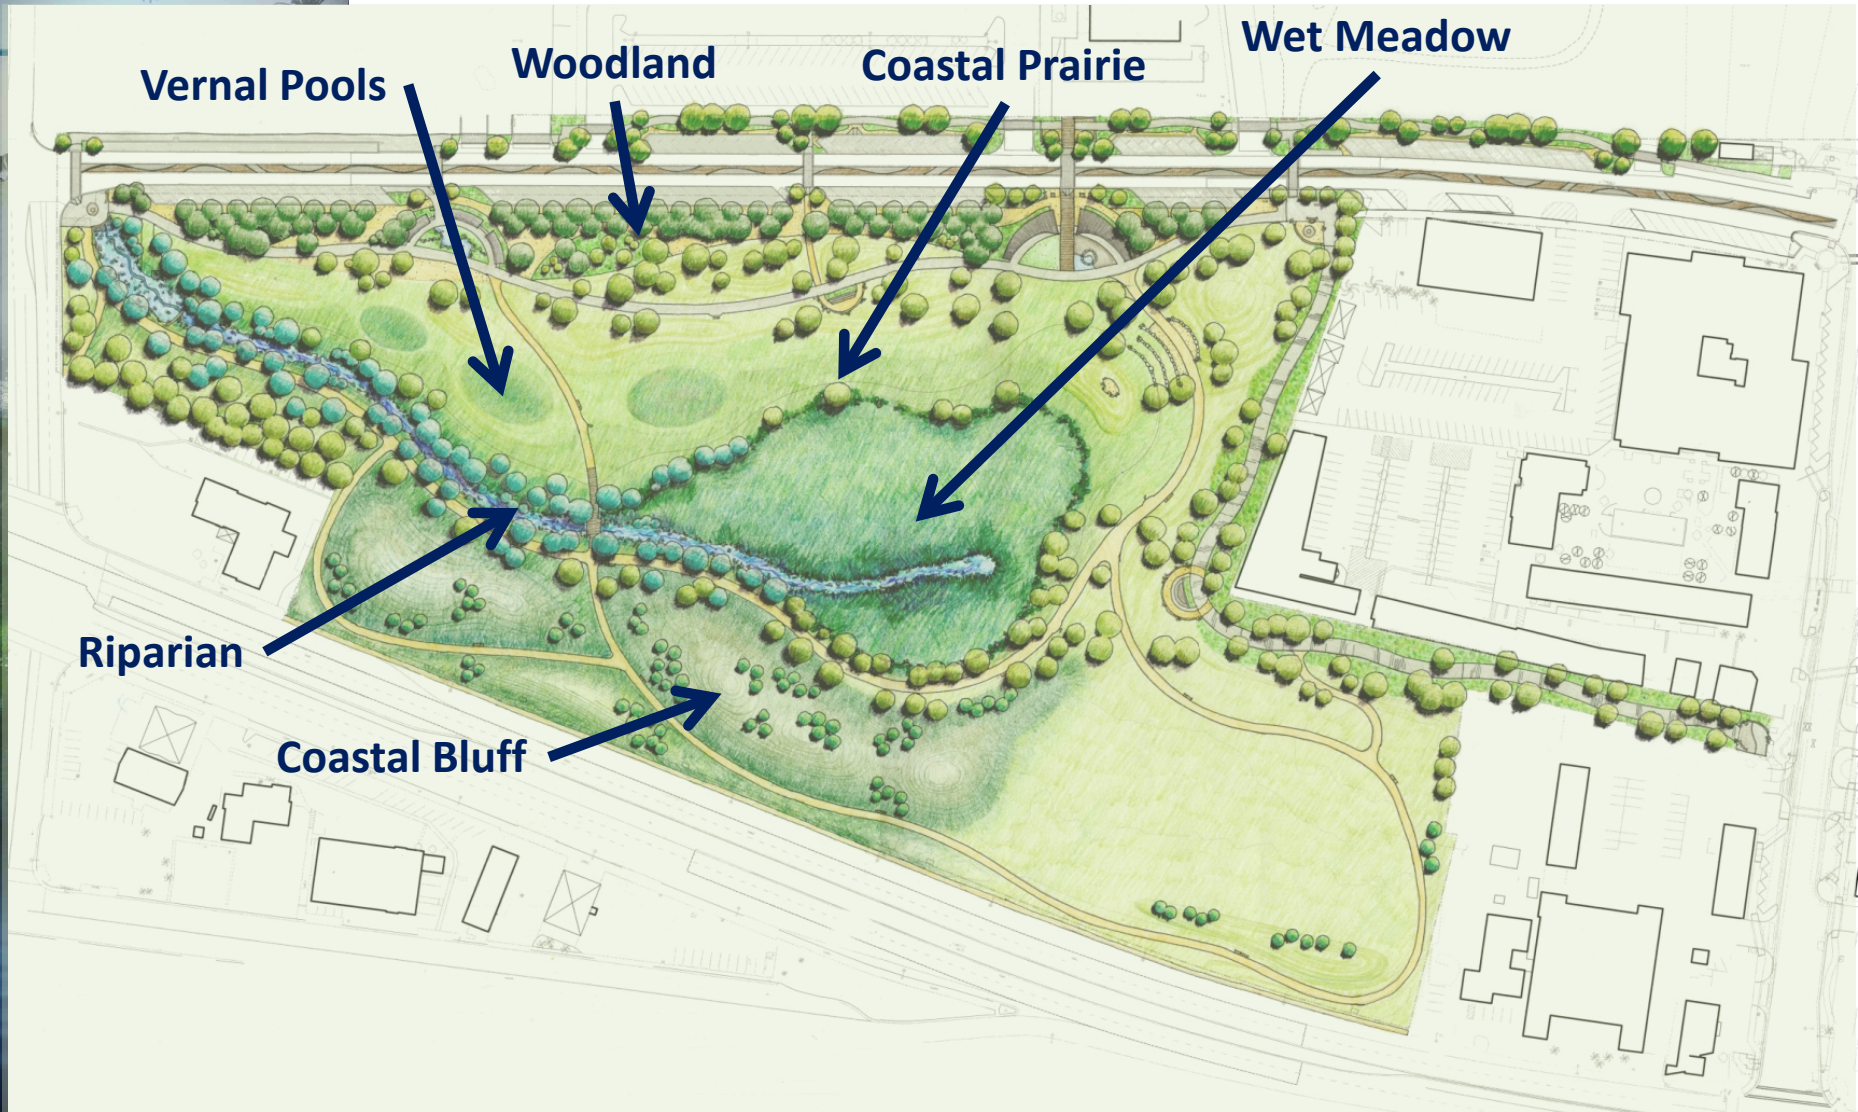 Wet Meadow
Woodland
Coastal Prairie
Vernal Pools
Riparian
Coastal Bluff